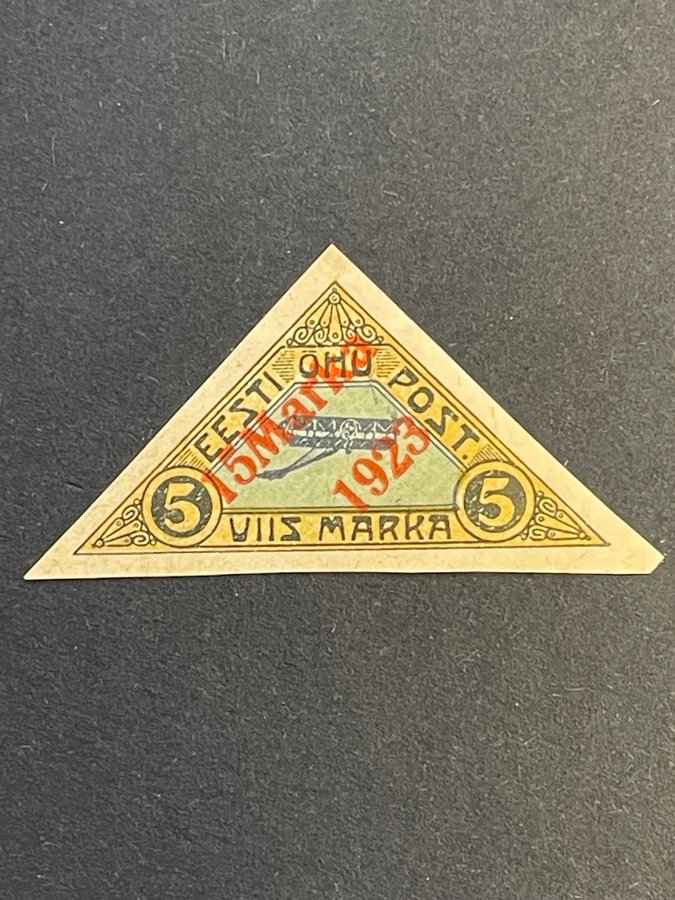 EESTI ÕHU POST.
15 Marka
1923
5 VIIS MARKA 5